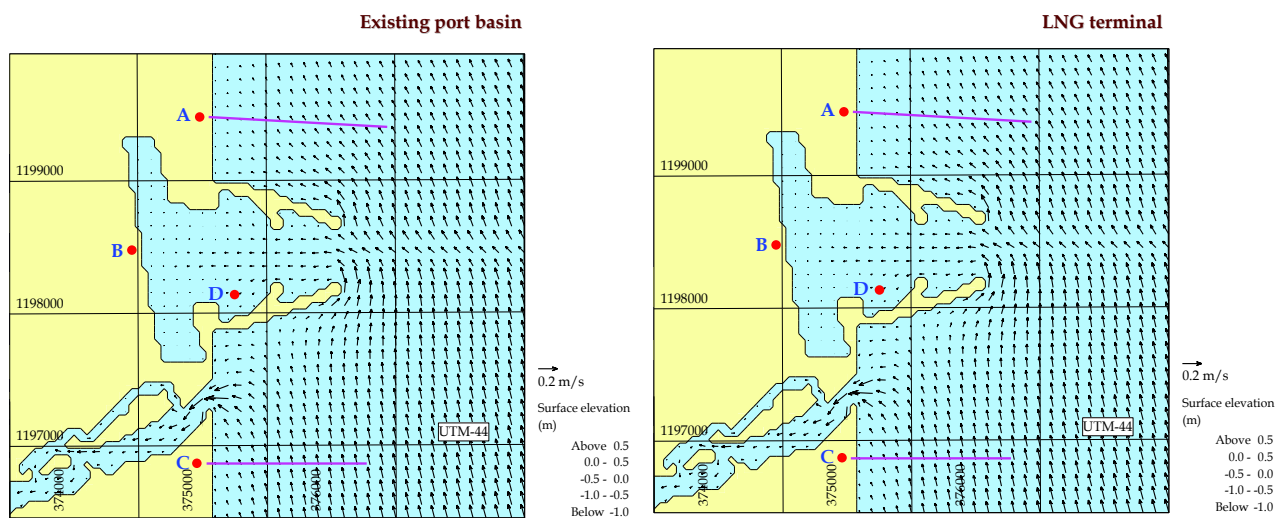 Existing port basin
A
1199000
B
D
1198000
0.2 m/s
Surface elevation
(m)
1197000
UTM-44
Above 0.5
0.0 - 0.5
-0.5 - 0.0
-1.0 - -0.5
Below -1.0
C
374000
375000
376000
LNG terminal
A
1199000
B
D
1198000
0.2 m/s
Surface elevation
(m)
1197000
UTM-44
Above 0.5
0.0 - 0.5
-0.5 - 0.0
-1.0 - -0.5
Below -1.0
C
374000
375000
376000